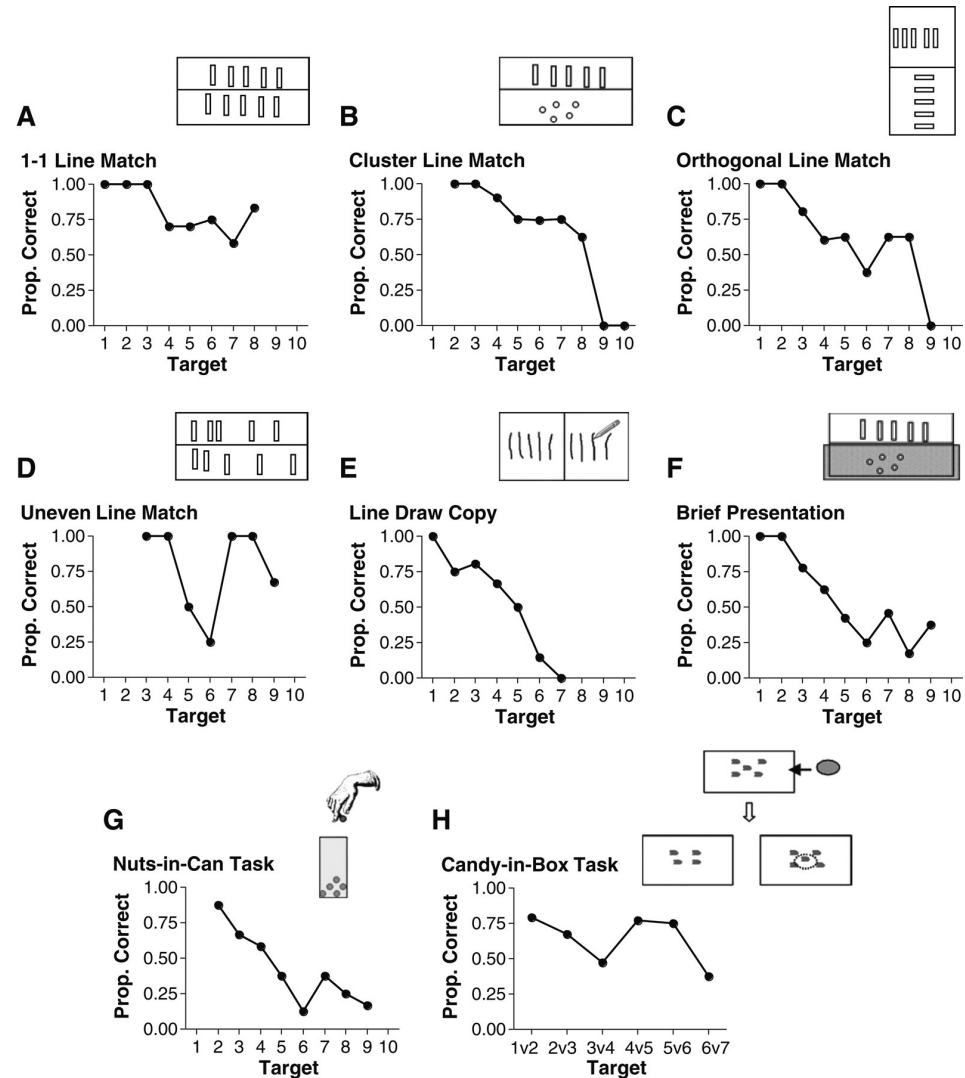 A
1-1 Line Match
Prop. Correct
1.00
0.75
0.50
0.25
0.00
1 2 3 4 5 6 7 8 9 10
Target
B
Cluster Line Match
Prop. Correct
1.00
0.75
0.50
0.25
0.00
1 2 3 4 5 6 7 8 9 10
Target
C
Orthogonal Line Match
Prop. Correct
1.00
0.75
0.50
0.25
0.00
1 2 3 4 5 6 7 8 9 10
Target
D
Uneven Line Match
Prop. Correct
1.00
0.75
0.50
0.25
0.00
1 2 3 4 5 6 7 8 9 10
Target
E
Line Draw Copy
Prop. Correct
1.00
0.75
0.50
0.25
0.00
1 2 3 4 5 6 7 8 9 10
Target
F
Brief Presentation
Prop. Correct
1.00
0.75
0.50
0.25
0.00
1 2 3 4 5 6 7 8 9 10
Target
G
Nuts-in-Can Task
Prop. Correct
1.00
0.75
0.50
0.25
0.00
1 2 3 4 5 6 7 8 9 10
Target
H
Candy-in-Box Task
Prop. Correct
1.00
0.75
0.50
0.25
0.00
1v2 2v3 3v4 4v5 5v6 6v7
Target